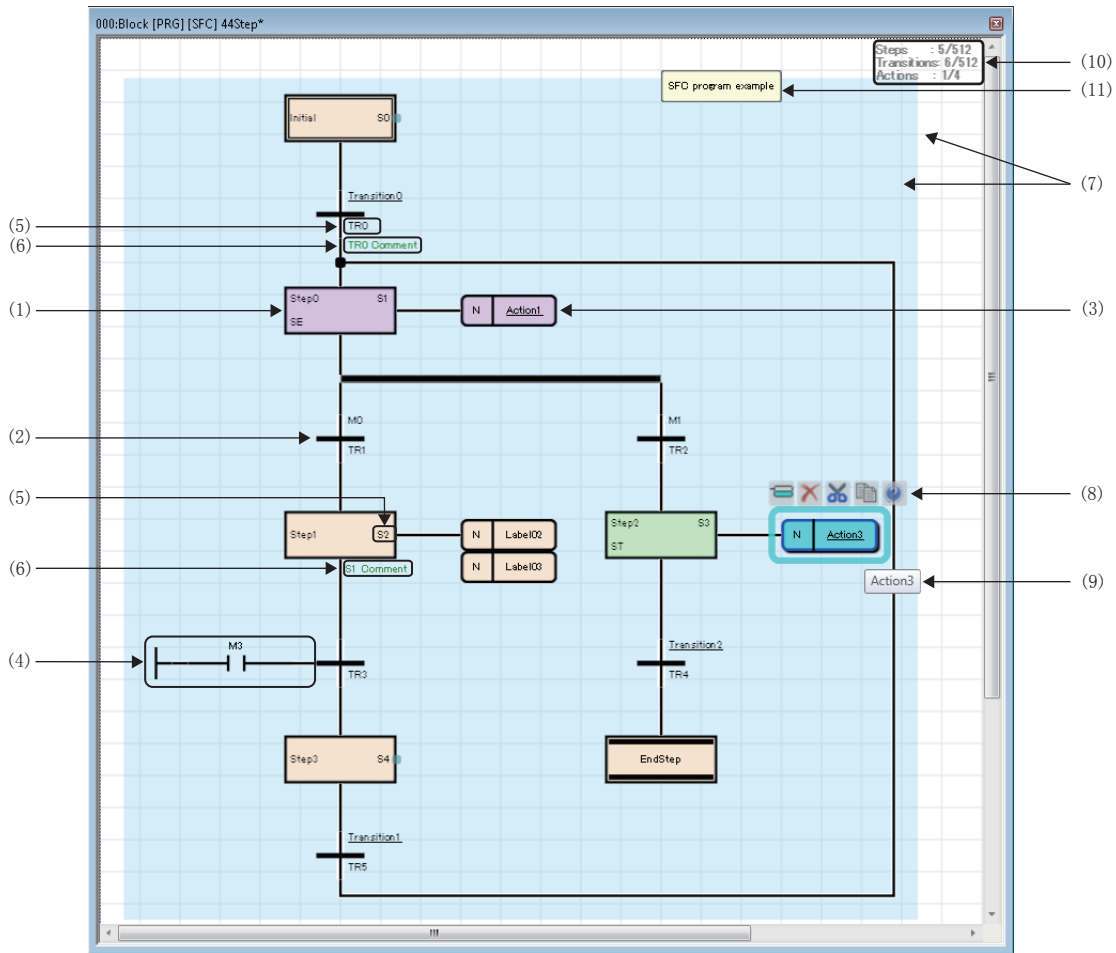 000:Block [PRG] [SFC] 44Step*
Steps : 5/512
Transitions: 6/512
Actions : 1/4
(10)
SFC program example
(11)
Initial S0
(7)
Transition0
(5)
TR0
(6)
TR0 Comment
Step0 S1
SE
(1)
N Action1
(3)
M0
M1
(2)
TR1
TR2
(5)
(8)
Step1 S2
N Label02
N Label03
Step2 S3
ST
N Action3
(6)
S1 Comment
Action3
(9)
M3
(4)
TR3
Transition2
TR4
Step3 S4
EndStep
Transition1
TR5